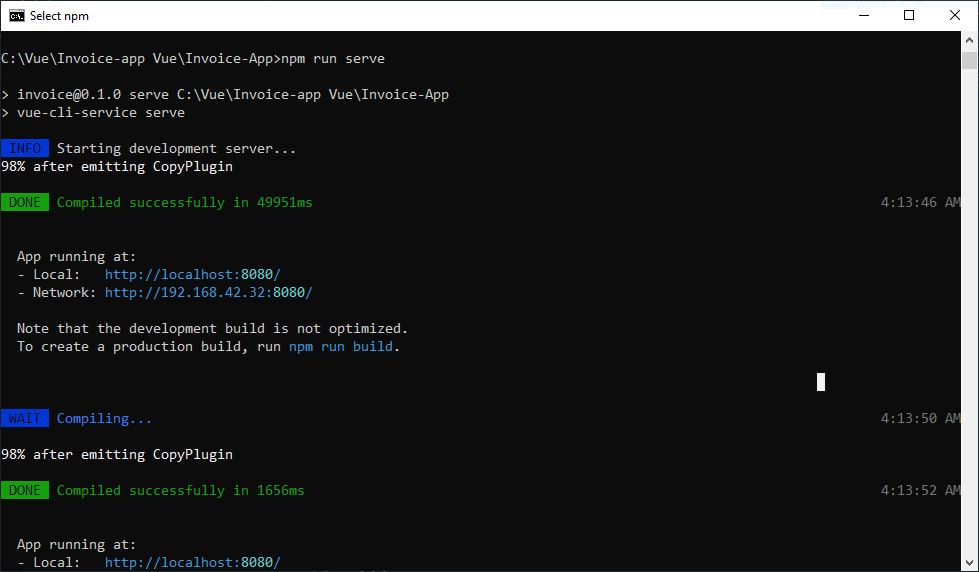 Select npm
C:\Vue\Invoice-app Vue\Invoice-App>npm run serve
> invoice@0.1.0 serve C:\Vue\Invoice-app Vue\Invoice-App
> vue-cli-service serve
INFO Starting development server...
98% after emitting CopyPlugin
DONE Compiled successfully in 49951ms 4:13:46 AM
App running at:
- Local: http://localhost:8080/
- Network: http://192.168.42.32:8080/
Note that the development build is not optimized.
To create a production build, run npm run build.
WAIT Compiling... 4:13:50 AM
98% after emitting CopyPlugin
DONE Compiled successfully in 1656ms 4:13:52 AM
App running at:
- Local: http://localhost:8080/